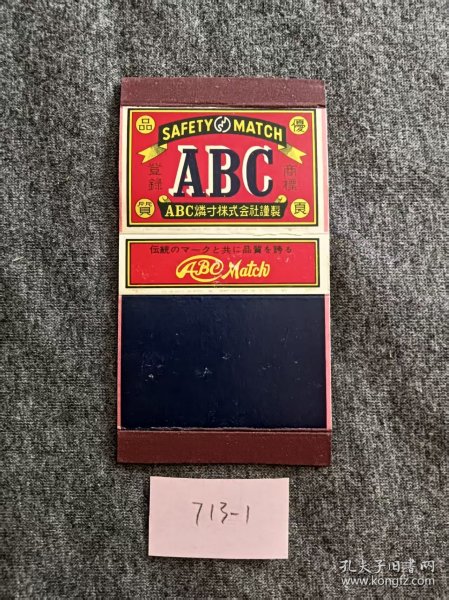 品 優
SAFETY MATCH
登録 商標
ABC
質 良
ABC燐寸株式会社謹製
伝統のマークと共に品質を誇る
ABC Match
713-1
孔夫子旧书网
www.kongfz.com